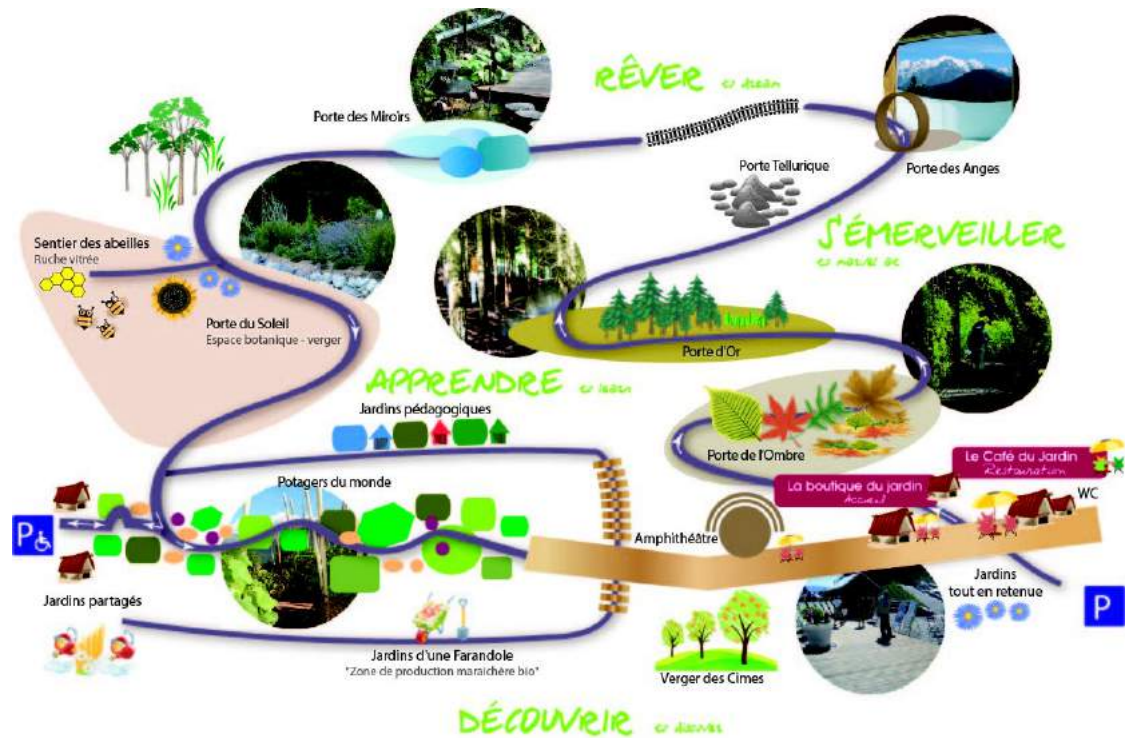 RÊVER
Porte des Miroirs
Porte Tellurique
Porte des Anges
S'ÉMERVEILLER
Sentier des abeilles
Ruche vitrée
Porte du Soleil
Espace botanique - verger
Porte d'Or
APPRENDRE
Jardins pédagogiques
Porte de l'Ombre
Le Café du Jardin
Restauration
La boutique du jardin
Accueil
WC
Potagers du monde
Amphithéâtre
P
Jardins partagés
Jardins
tout en retenue
P
Jardins d'une Farandole
"Zone de production maraichère bio"
Verger des Cimes
DÉCOUVRIR